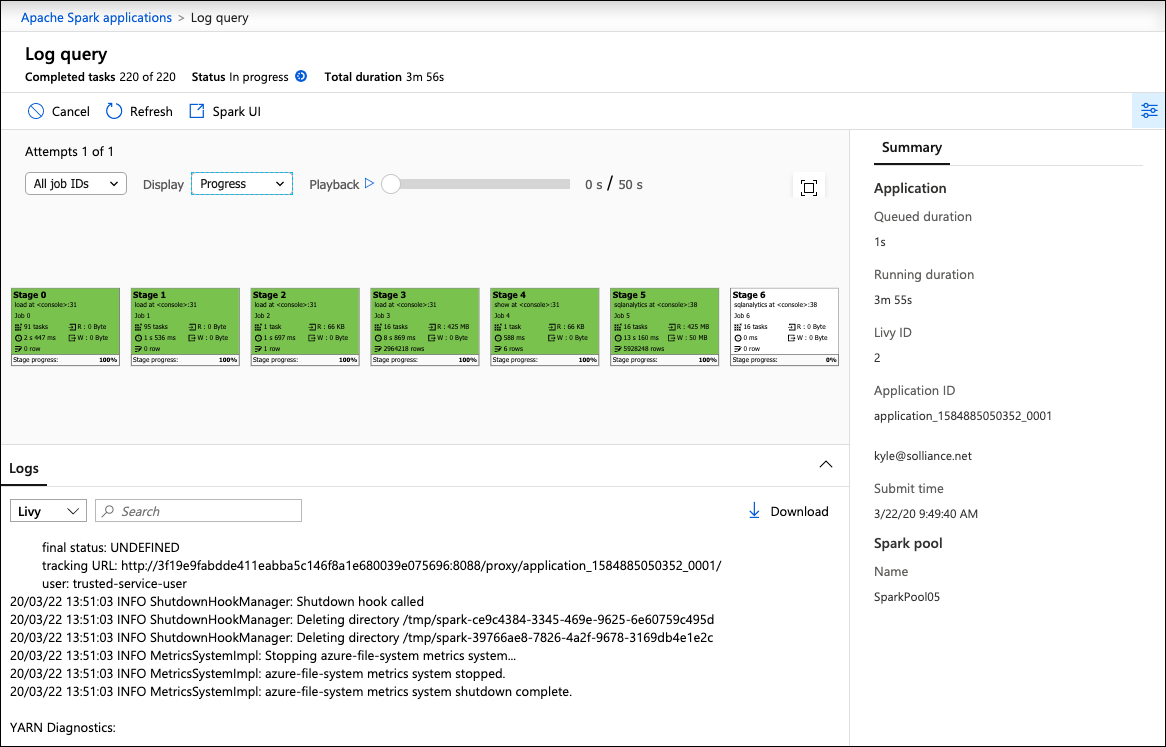 Apache Spark applications > Log query
Log query
Completed tasks 220 of 220 Status In progress Total duration 3m 56s
Cancel Refresh Spark UI
Attempts 1 of 1
All job IDs Display Progress Playback 0 s / 50 s
Stage 0
load at <console>:31
Job 0
91 tasks R : 0 Byte
2 s 447 ms W : 0 Byte
0 row
Stage progress: 100%
Stage 1
load at <console>:31
Job 1
95 tasks R : 0 Byte
1 s 536 ms W : 0 Byte
0 row
Stage progress: 100%
Stage 2
load at <console>:31
Job 2
1 task R : 66 KB
1 s 697 ms W : 0 Byte
1 row
Stage progress: 100%
Stage 3
load at <console>:31
Job 3
16 tasks R : 425 MB
8 s 869 ms W : 0 Byte
2964218 rows
Stage progress: 100%
Stage 4
show at <console>:31
Job 4
1 task R : 66 KB
588 ms W : 0 Byte
6 rows
Stage progress: 100%
Stage 5
sqlanalytics at <console>:38
Job 5
16 tasks R : 425 MB
13 s 160 ms W : 50 MB
5928248 rows
Stage progress: 100%
Stage 6
sqlanalytics at <console>:38
Job 6
16 tasks R : 0 Byte
0 ms W : 0 Byte
0 row
Stage progress: 0%
Logs
Livy Search Download
final status: UNDEFINED
tracking URL: http://3f19e9fabdde411eabba5c146f8a1e680039e075696:8088/proxy/application_1584885050352_0001/
user: trusted-service-user
20/03/22 13:51:03 INFO ShutdownHookManager: Shutdown hook called
20/03/22 13:51:03 INFO ShutdownHookManager: Deleting directory /tmp/spark-ce9c4384-3345-469e-9625-6e60759c495d
20/03/22 13:51:03 INFO ShutdownHookManager: Deleting directory /tmp/spark-39766ae8-7826-4a2f-9678-3169db4e1e2c
20/03/22 13:51:03 INFO MetricsSystemImpl: Stopping azure-file-system metrics system...
20/03/22 13:51:03 INFO MetricsSystemImpl: azure-file-system metrics system stopped.
20/03/22 13:51:03 INFO MetricsSystemImpl: azure-file-system metrics system shutdown complete.
YARN Diagnostics:
Summary
Application
Queued duration
1s
Running duration
3m 55s
Livy ID
2
Application ID
application_1584885050352_0001
kyle@solliance.net
Submit time
3/22/20 9:49:40 AM
Spark pool
Name
SparkPool05